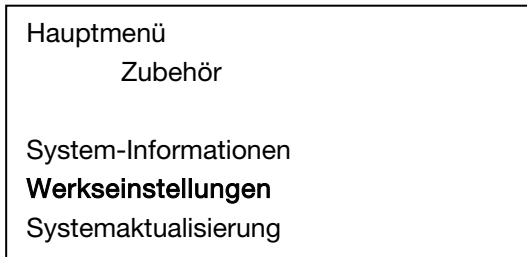 Hauptmenü
Zubehör
System-Informationen
Werkseinstellungen
Systemaktualisierung